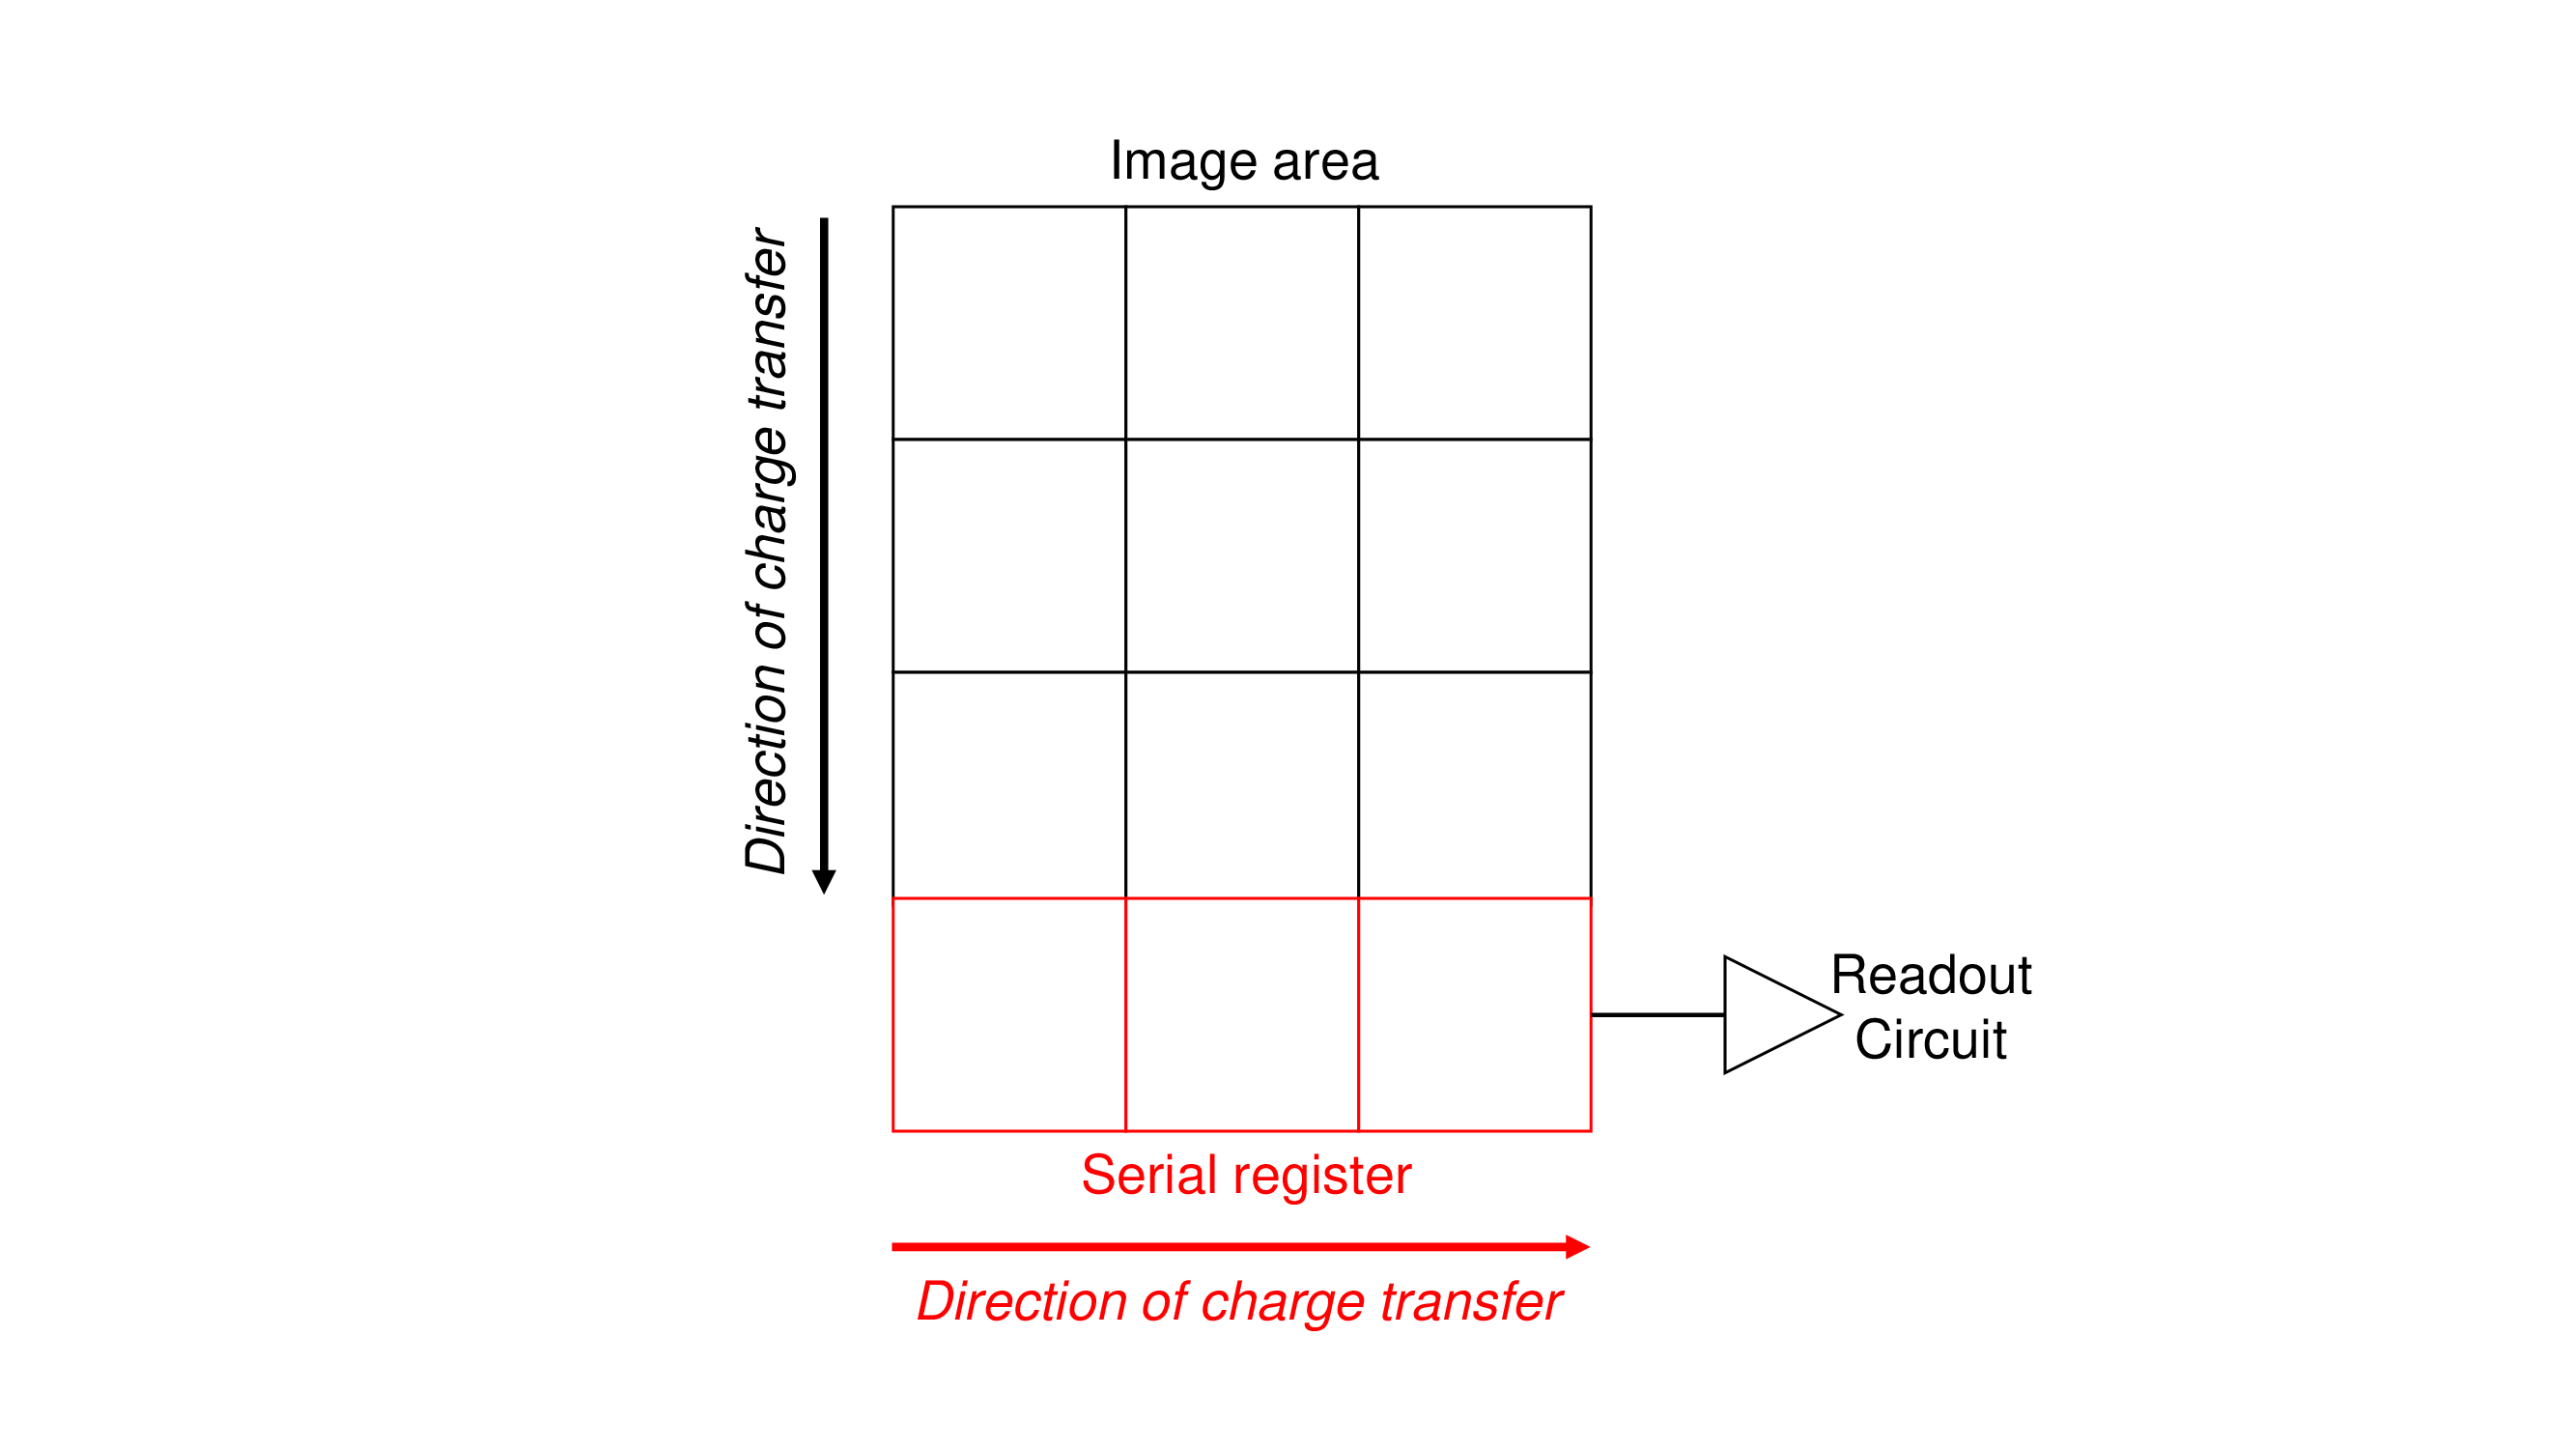 Image area
Direction of charge transfer
Readout
Circuit
Serial register
Direction of charge transfer